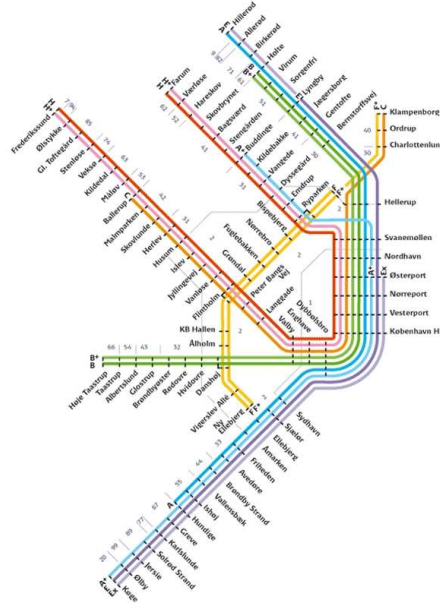 Hillerød
Allerød
Birkerød
Holte
Virum
Sorgenfri
Lyngby
Jægersborg
Gentofte
Bernstorffsvej
Farum
Værløse
Hareskov
Skovbrynet
Bagsværd
Stengården
Buddinge
Kildebakke
Vangede
Dyssegård
Emdrup
Ryparken
Klampenborg
Ordrup
Charlottenlun
Hellerup
Svanemøllen
Nordhavn
Østerport
Nørreport
Vesterport
København H
Frederikssund
Ølstykke
Gl. Toftegård
Stenløse
Veksø
Kildedal
Måløv
Ballerup
Malmparken
Skovlunde
Herlev
Husum
Islev
Jyllingevej
Vanløse
Flintholm
Bispebjerg
Nørrebro
Fuglebakken
Grøndal
Peter Bangs
Vej
Langgade
Valby
Enghave
Dybbølsbro
KB Hallen
Ålholm
Danshøj
Hvidovre
Rødovre
Brøndbyøster
Glostrup
Albertslund
Taastrup
Høje Taastrup
B+
B
Vigerslev Allé
Ny
Ellebjerg
Sydhavn
Sjælør
Ellebjerg
Åmarken
Friheden
Avedøre
Brøndby Strand
Vallensbæk
Ishøj
Hundige
Greve
Karlslunde
Solrød Strand
Jersie
Ølby
Køge